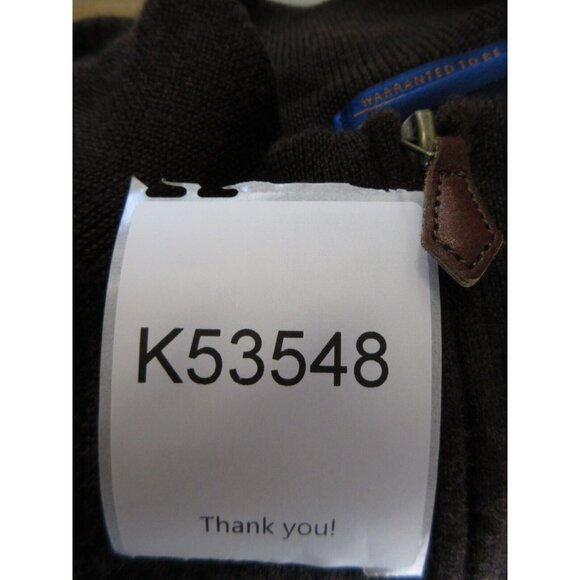 WARRANTED TO BE
K53548
Thank you!